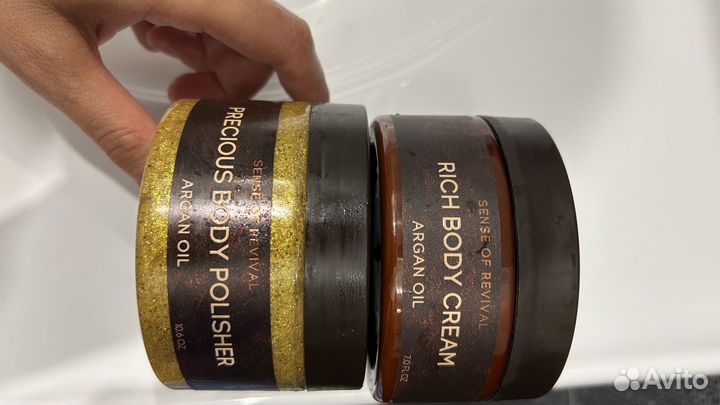 SENSE OF REVIVAL
PRECIOUS BODY POLISHER
ARGAN OIL
10.6 OZ
SENSE OF REVIVAL
RICH BODY CREAM
ARGAN OIL
7.0 FL OZ
Avito